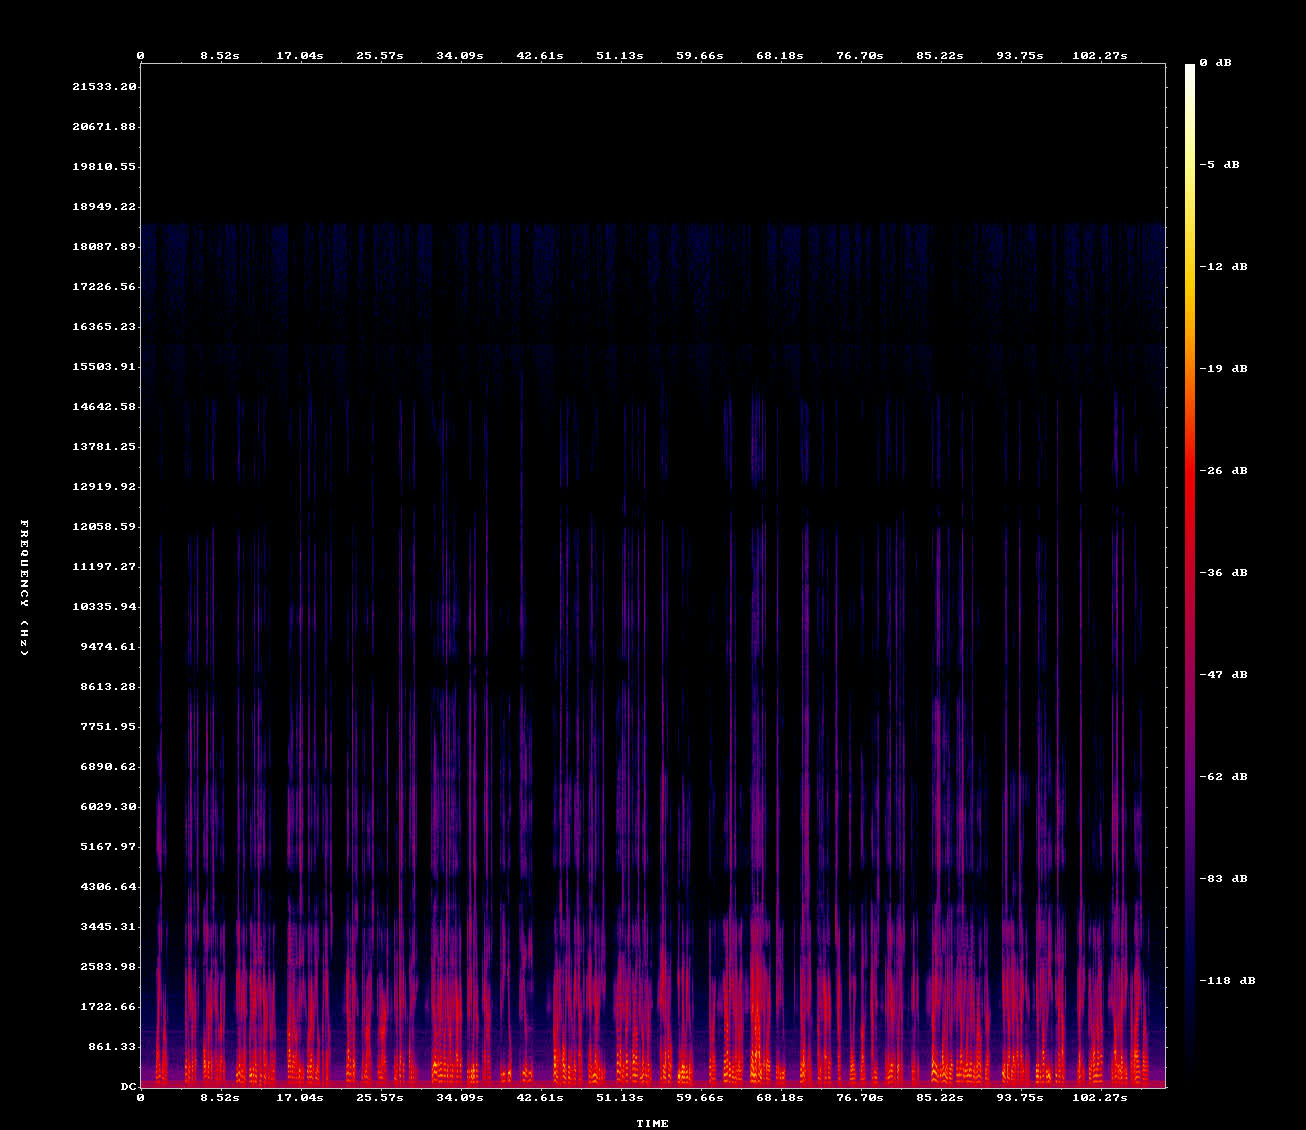 0 8.52s 17.04s 25.57s 34.09s 42.61s 51.13s 59.66s 68.18s 76.70s 85.22s 93.75s 102.27s
21533.20
20671.88
19810.55
18949.22
18087.89
17226.56
16365.23
15503.91
14642.58
13781.25
12919.92
12058.59
11197.27
10335.94
9474.61
8613.28
7751.95
6890.62
6029.30
5167.97
4306.64
3445.31
2583.98
1722.66
861.33
DC
FREQUENCY (Hz)
0 dB
-5 dB
-12 dB
-19 dB
-26 dB
-36 dB
-47 dB
-62 dB
-83 dB
-118 dB
0 8.52s 17.04s 25.57s 34.09s 42.61s 51.13s 59.66s 68.18s 76.70s 85.22s 93.75s 102.27s
TIME